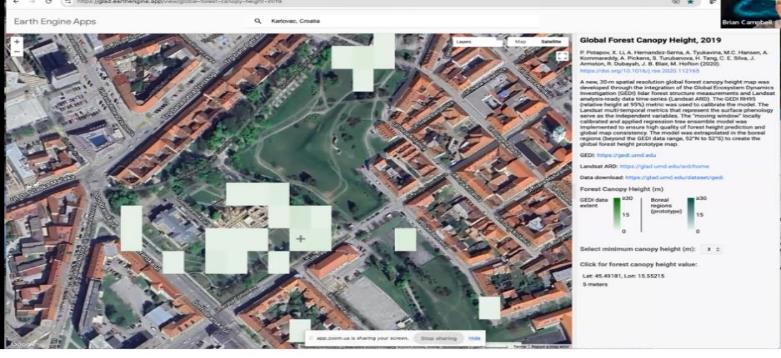 https://glad.earthengine.app/view/global-forest-canopy-height-2019
Brian Campbell
Earth Engine Apps
Karlovac, Croatia
Layers
Map
Satellite
Global Forest Canopy Height, 2019
P. Potapov, X. Li, A. Hernandez-Serna, A. Tyukavina, M.C. Hansen, A.
Kommareddy, A. Pickens, S. Turubanova, H. Tang, C. E. Silva, J.
Armston, R. Dubayah, J. B. Blair, M. Hofton (2020).
https://doi.org/10.1016/j.rse.2020.112165
A new, 30-m spatial resolution global forest canopy height map was
developed through the integration of the Global Ecosystem Dynamics
Investigation (GEDI) lidar forest structure measurements and Landsat
analysis-ready data time-series (Landsat ARD). The GEDI RH95
(relative height at 95%) metric was used to calibrate the model. The
Landsat multi-temporal metrics that represent the surface phenology
serve as the independent variables. The "moving window" locally
calibrated and applied regression tree ensemble model was
implemented to ensure high quality of forest height prediction and
global map consistency. The model was extrapolated in the boreal
regions (beyond the GEDI data range, 52°N to 52°S) to create the
global forest height prototype map.
GEDI: https://gedi.umd.edu
Landsat ARD: https://glad.umd.edu/ard/home
Data download: https://glad.umd.edu/dataset/gedi
Forest Canopy Height (m)
GEDI data
extent
≥30
15
0
Boreal
regions
(prototype)
≥30
15
0
Select minimum canopy height (m): 3
Click for forest canopy height value:
Lat: 45.49181, Lon: 15.55215
5 meters
app.zoom.us is sharing your screen.
Stop sharing
Hide
Terms
Report a map error